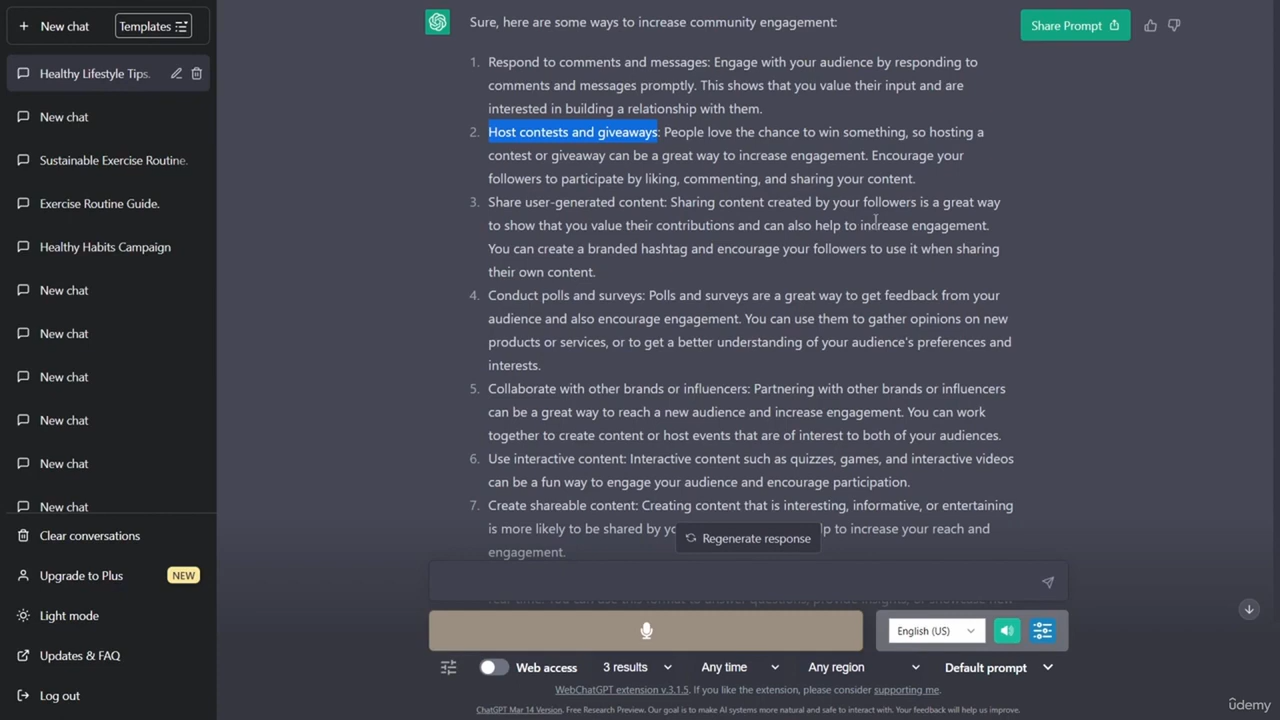 New chat
Templates
Healthy Lifestyle Tips.
New chat
Sustainable Exercise Routine.
Exercise Routine Guide.
Healthy Habits Campaign
New chat
New chat
New chat
New chat
New chat
New chat
Clear conversations
Upgrade to Plus NEW
Light mode
Updates & FAQ
Log out
Sure, here are some ways to increase community engagement:
Share Prompt
1. Respond to comments and messages: Engage with your audience by responding to
comments and messages promptly. This shows that you value their input and are
interested in building a relationship with them.
2. Host contests and giveaways: People love the chance to win something, so hosting a
contest or giveaway can be a great way to increase engagement. Encourage your
followers to participate by liking, commenting, and sharing your content.
3. Share user-generated content: Sharing content created by your followers is a great way
to show that you value their contributions and can also help to increase engagement.
You can create a branded hashtag and encourage your followers to use it when sharing
their own content.
4. Conduct polls and surveys: Polls and surveys are a great way to get feedback from your
audience and also encourage engagement. You can use them to gather opinions on new
products or services, or to get a better understanding of your audience's preferences and
interests.
5. Collaborate with other brands or influencers: Partnering with other brands or influencers
can be a great way to reach a new audience and increase engagement. You can work
together to create content or host events that are of interest to both of your audiences.
6. Use interactive content: Interactive content such as quizzes, games, and interactive videos
can be a fun way to engage your audience and encourage participation.
7. Create shareable content: Creating content that is interesting, informative, or entertaining
is more likely to be shared by
to increase your reach and
engagement.
Regenerate response
English (US)
Web access
3 results
Any time
Any region
Default prompt
WebChatGPT extension v.3.1.5. If you like the extension, please consider supporting me.
ChatGPT Mar 14 Version. Free Research Preview. Our goal is to make AI systems more natural and safe to interact with. Your feedback will help us improve.
ûdemy